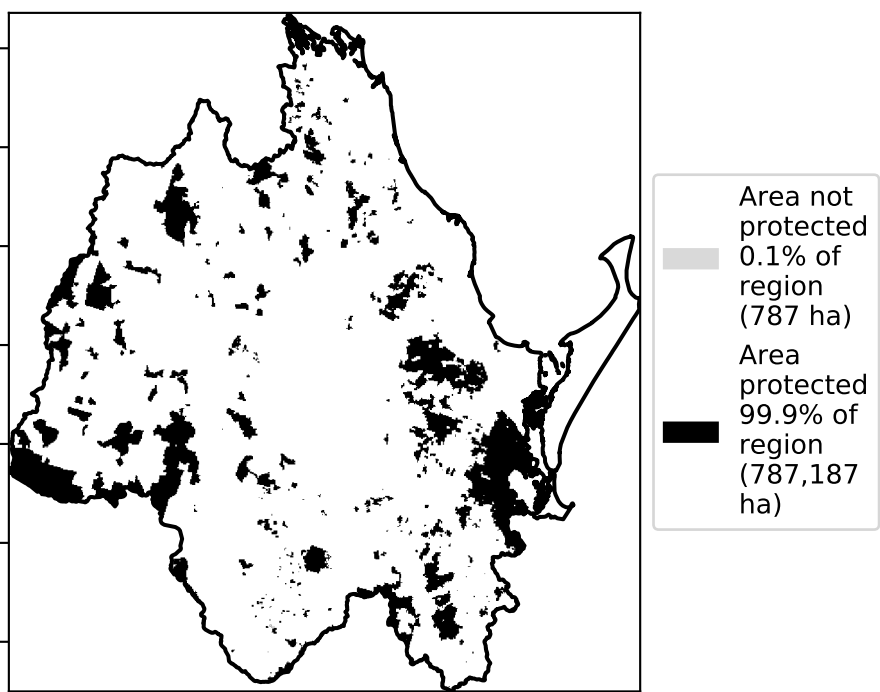 Area not
protected
0.1% of
region
(787 ha)
Area
protected
99.9% of
region
(787,187
ha)